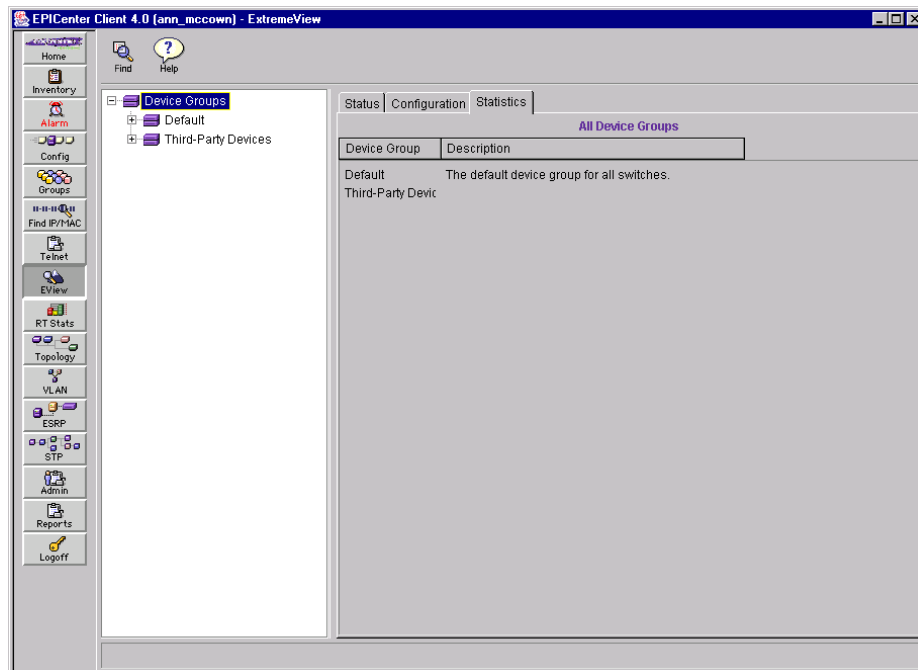 EPICenter Client 4.0 (ann_mccown) - ExtremeView
Home
Inventory
Alarm
Config
Groups
Find IP/MAC
Telnet
EView
RT Stats
Topology
VLAN
ESRP
STP
Admin
Reports
Logoff
Find
Help
Device Groups
Default
Third-Party Devices
Status Configuration Statistics
All Device Groups
Device Group Description
Default The default device group for all switches.
Third-Party Devic